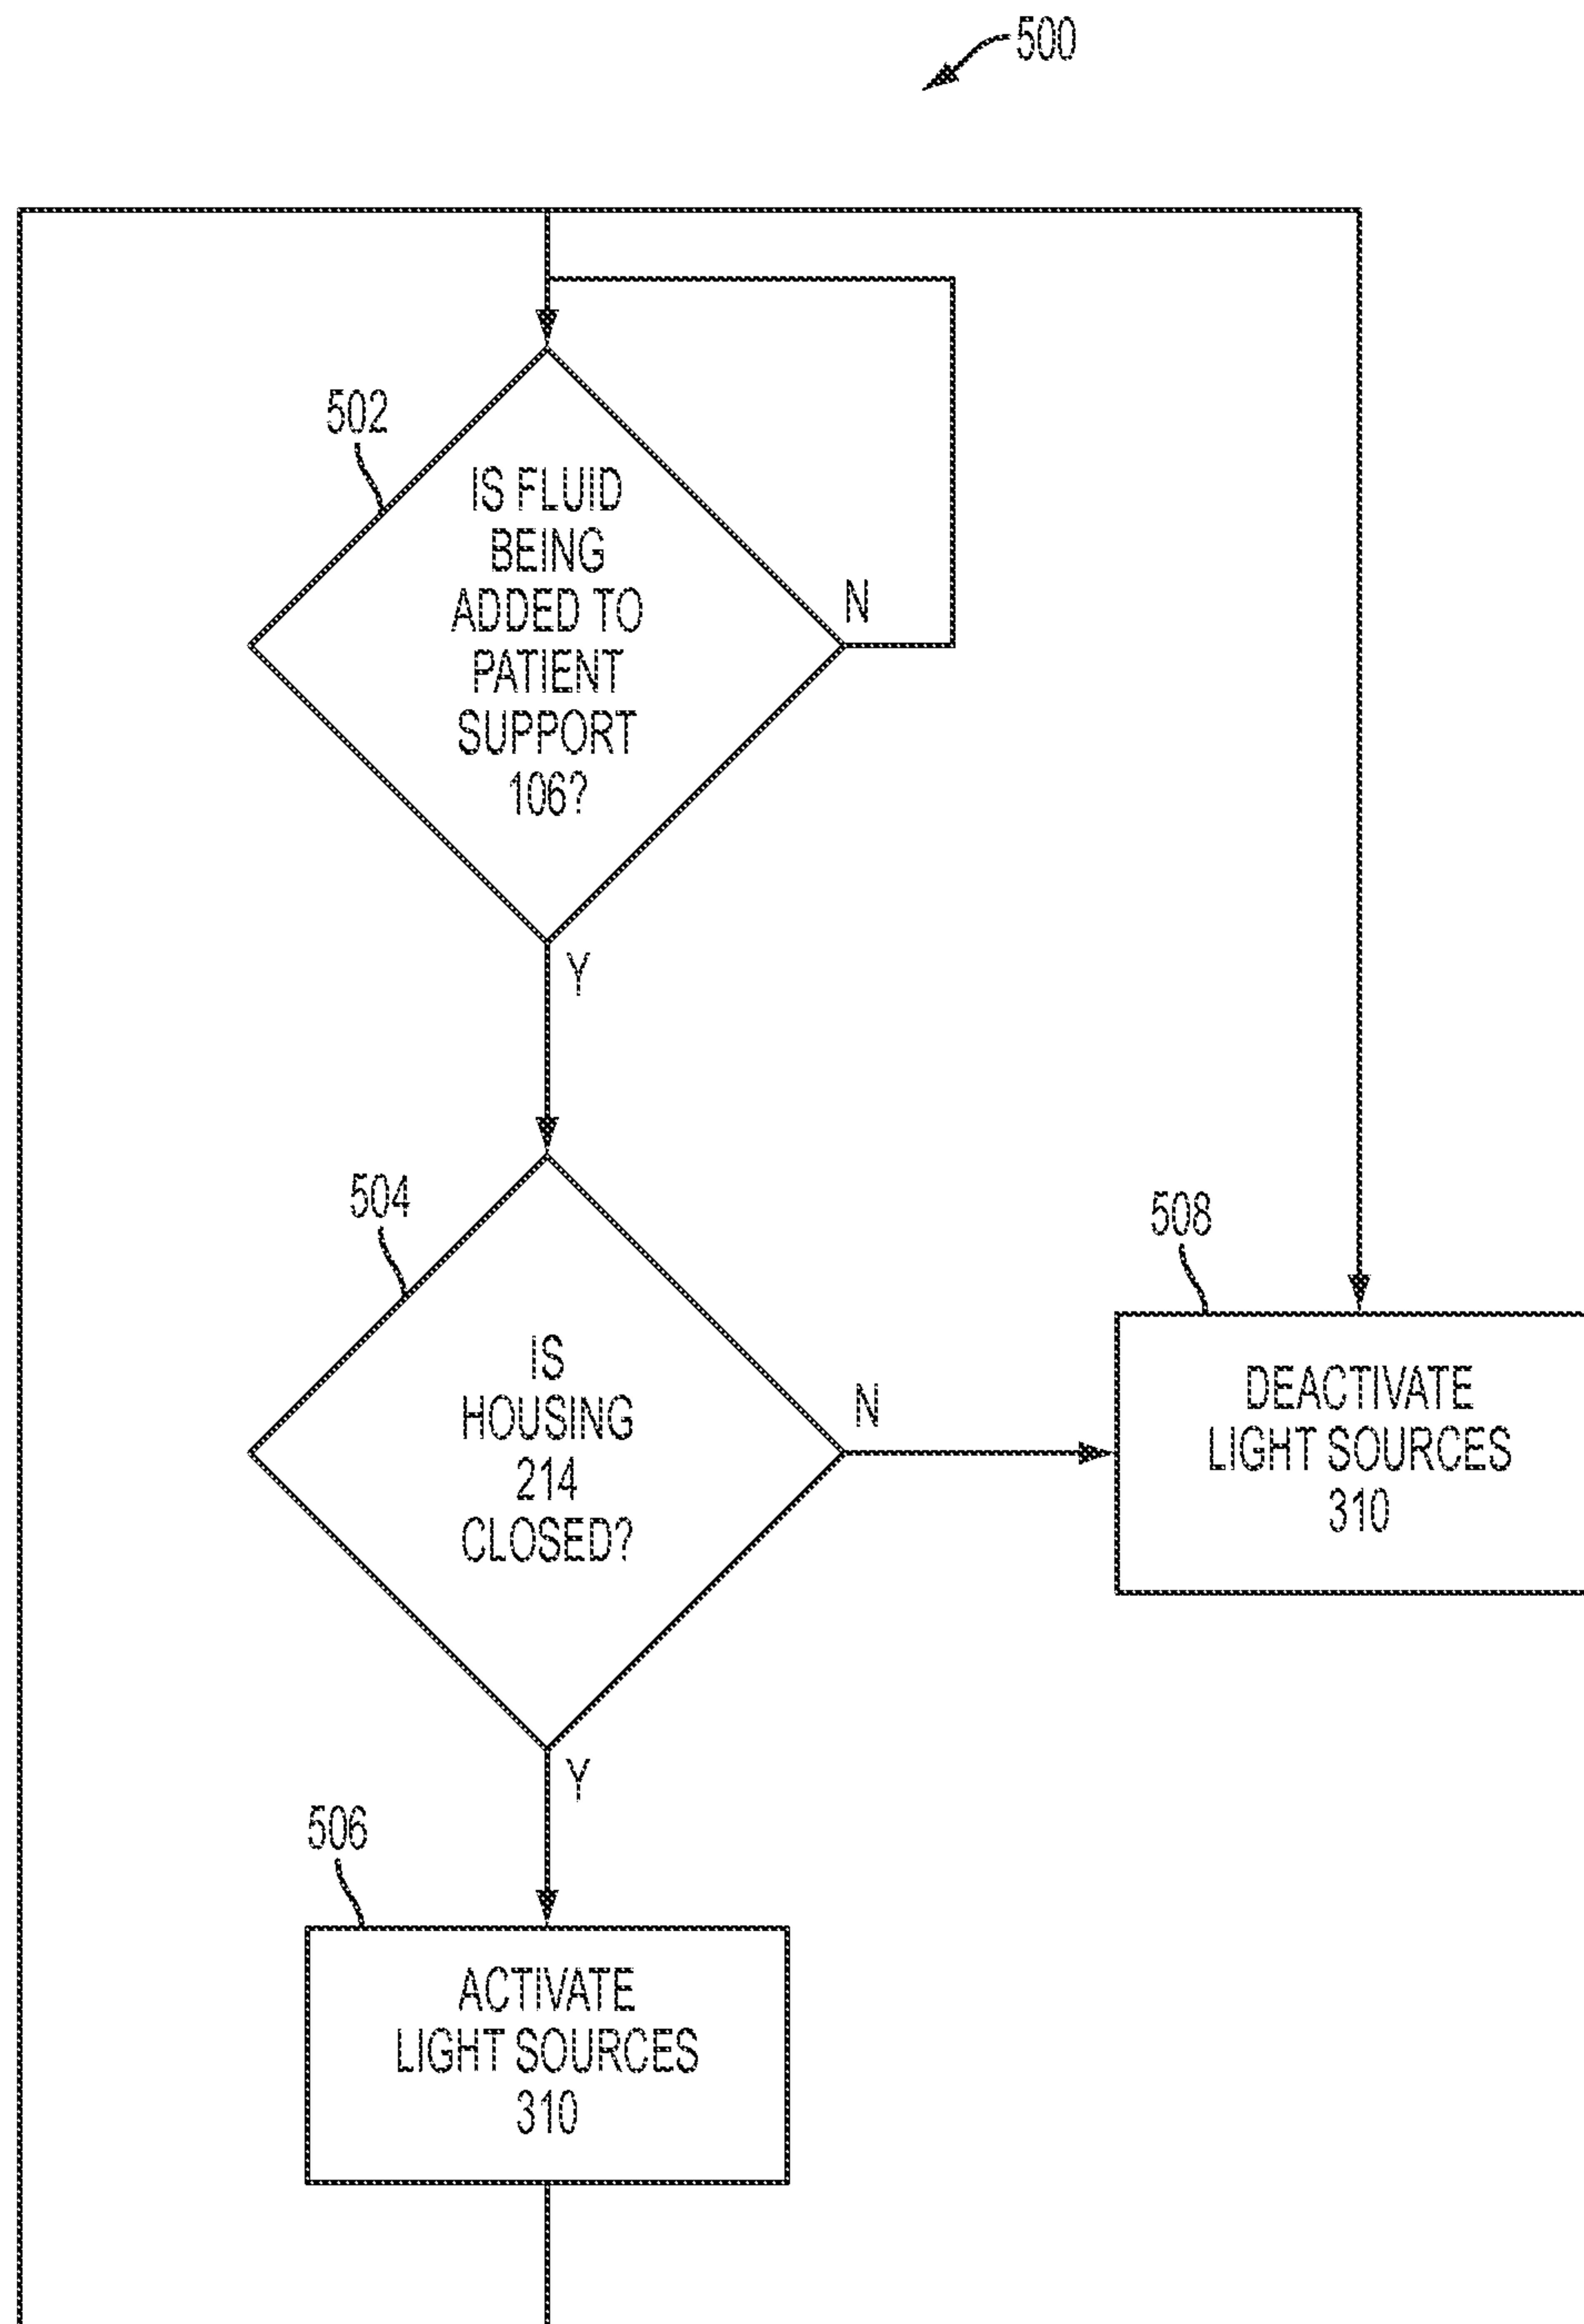 500
502
IS FLUID
BEING
ADDED TO
PATIENT
SUPPORT
106?
N
Y
504
IS
HOUSING
214
CLOSED?
N
508
DEACTIVATE
LIGHT SOURCES
310
Y
506
ACTIVATE
LIGHT SOURCES
310